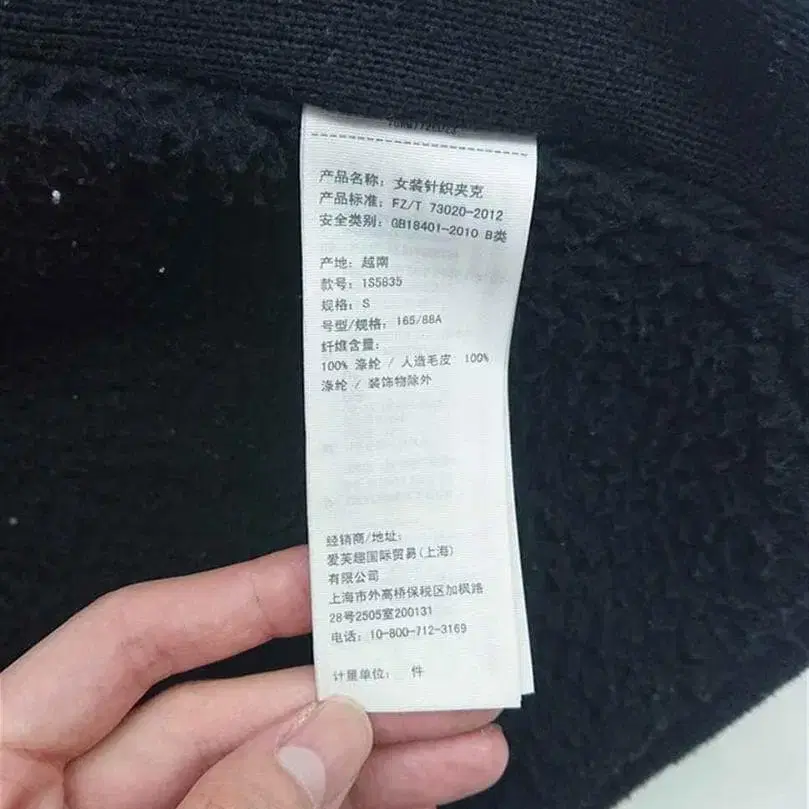 产品名称：女装针织夹克
产品标准：FZ/T 73020-2012
安全类别：GB18401-2010 B类
产地：越南
款号：1S5835
规格：S
号型/规格：165/88A
纤维含量：
100% 涤纶 / 人造毛皮 100%
涤纶 / 装饰物除外
经销商/地址：
爱芙趣国际贸易(上海)
有限公司
上海市外高桥保税区加枫路
28号2505室200131
电话：10-800-712-3169
计量单位： 件